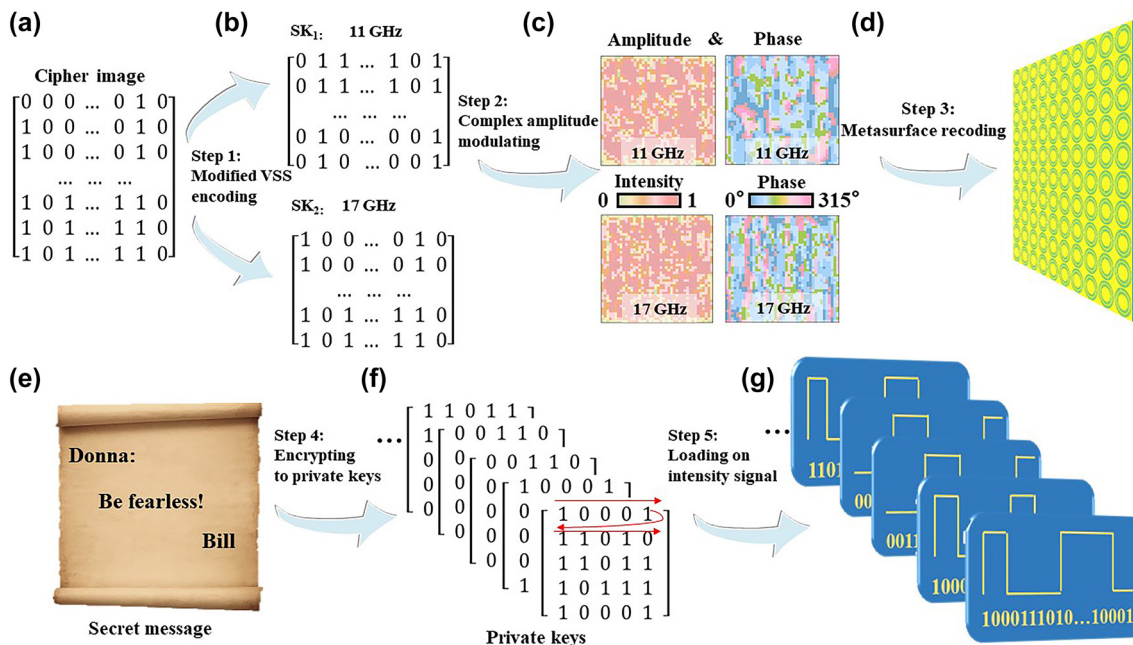 (a)
Cipher image
0 0 0 ... 0 1 0
1 0 0 ... 0 1 0
1 0 0 ... 0 1 0
... ... ...
1 0 1 ... 1 1 0
1 0 1 ... 1 1 0
1 0 1 ... 1 1 0
Step 1:
Modified VSS
encoding
(b)
SK1: 11 GHz
0 1 1 ... 1 0 1
0 1 1 ... 1 0 1
... ... ...
0 1 0 ... 0 0 1
0 1 0 ... 0 0 1
SK2: 17 GHz
1 0 0 ... 0 1 0
1 0 0 ... 0 1 0
... ... ...
1 0 1 ... 1 1 0
1 0 1 ... 1 1 0
Step 2:
Complex amplitude
modulating
(c)
Amplitude & Phase
11 GHz 11 GHz
Intensity Phase
0 1 0° 315°
17 GHz 17 GHz
(d)
Step 3:
Metasurface recoding
(e)
Donna:
Be fearless!
Bill
Secret message
Step 4:
Encrypting
to private keys
(f)
...
1 1 0 1 1
1 0 0 1 1 0
0 0 0 1 1 0
0 1 0 0 0 1
0 1 0 0 0 1
1 1 0 1 0
0 1 0 1 1
1 0 1 1 1
1 0 0 0 1
Private keys
Step 5:
Loading on
intensity signal
(g)
...
1101
00
0011
1000
1000111010...10001